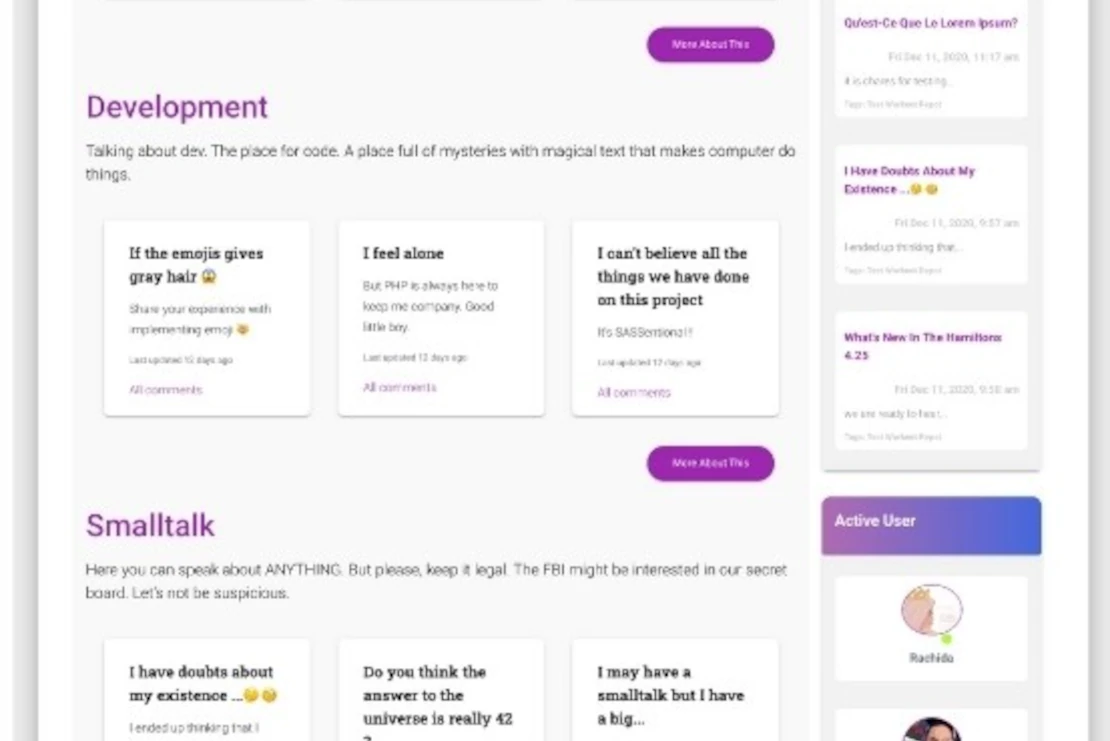 More About This
Development
Talking about dev. The place for code. A place full of mysteries with magical text that makes computer do
things.
If the emojis gives
gray hair 😱
Share your experience with
implementing emoji
Last updated 12 days ago
All comments
I feel alone
But PHP is always here to
keep me company. Good
little boy.
Last updated 12 days ago
All comments
I can't believe all the
things we have done
on this project
It's SASSentional!!
Last updated 12 days ago
All comments
More About This
Smalltalk
Here you can speak about ANYTHING. But please, keep it legal. The FBI might be interested in our secret
board. Let's not be suspicious.
I have doubts about
my existence ...🤔🧐
I ended up thinking that I
Do you think the
answer to the
universe is really 42
?
I may have a
smalltalk but I have
a big...
Qu'est-Ce Que Le Lorem Ipsum?
Fri Dec 11, 2020, 11:17 am
it is chores for testing...
Tags: Test
I Have Doubts About My
Existence ...🤔🧐
Fri Dec 11, 2020, 9:57 am
I ended up thinking that...
Tags: Test
What's New In The Hamiltons
4.25
Fri Dec 11, 2020, 9:50 am
we are ready to hear...
Tags: Test
Active User
Rachida